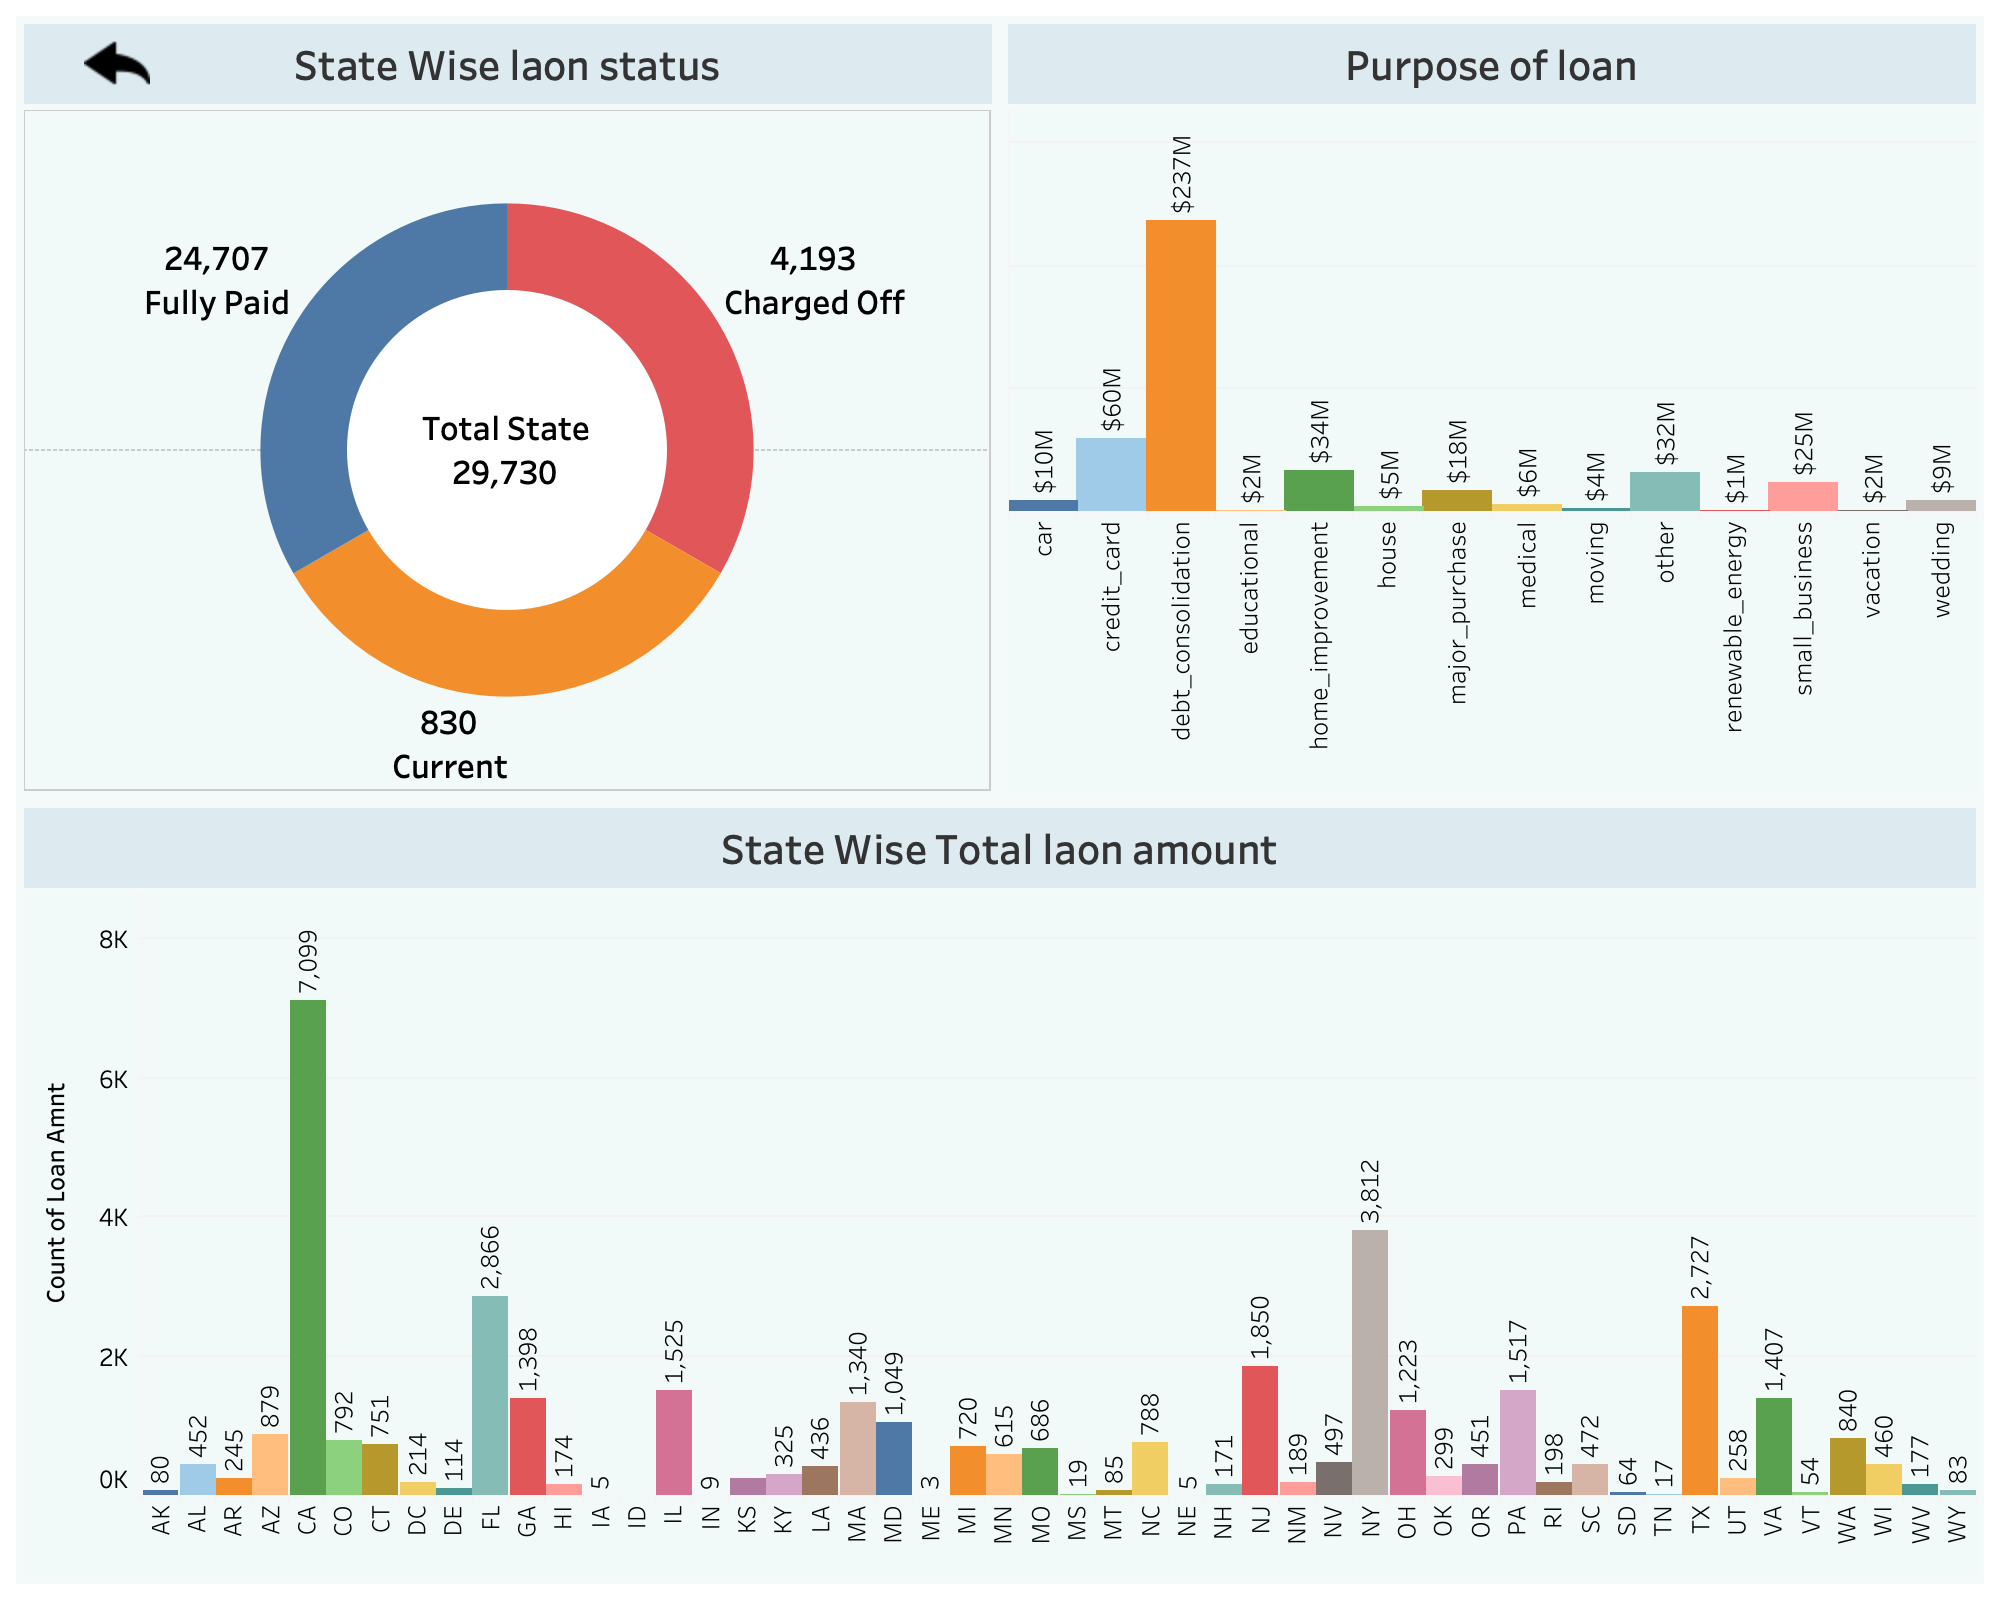 State Wise laon status
24,707
Fully Paid
4,193
Charged Off
Total State
29,730
830
Current
Purpose of loan
$10M
$60M
$237M
$2M
$34M
$5M
$18M
$6M
$4M
$32M
$1M
$25M
$2M
$9M
car
credit_card
debt_consolidation
educational
home_improvement
house
major_purchase
medical
moving
other
renewable_energy
small_business
vacation
wedding
State Wise Total laon amount
Count of Loan Amnt
8K
6K
4K
2K
0K
80
452
245
879
7,099
792
751
214
114
2,866
1,398
174
5
1,525
9
325
436
1,340
1,049
3
720
615
686
19
85
788
5
171
1,850
189
497
3,812
1,223
299
451
1,517
198
472
64
17
2,727
258
1,407
54
840
460
177
83
AK
AL
AR
AZ
CA
CO
CT
DC
DE
FL
GA
HI
IA
ID
IL
IN
KS
KY
LA
MA
MD
ME
MI
MN
MO
MS
MT
NC
NE
NH
NJ
NM
NV
NY
OH
OK
OR
PA
RI
SC
SD
TN
TX
UT
VA
VT
WA
WI
WV
WY